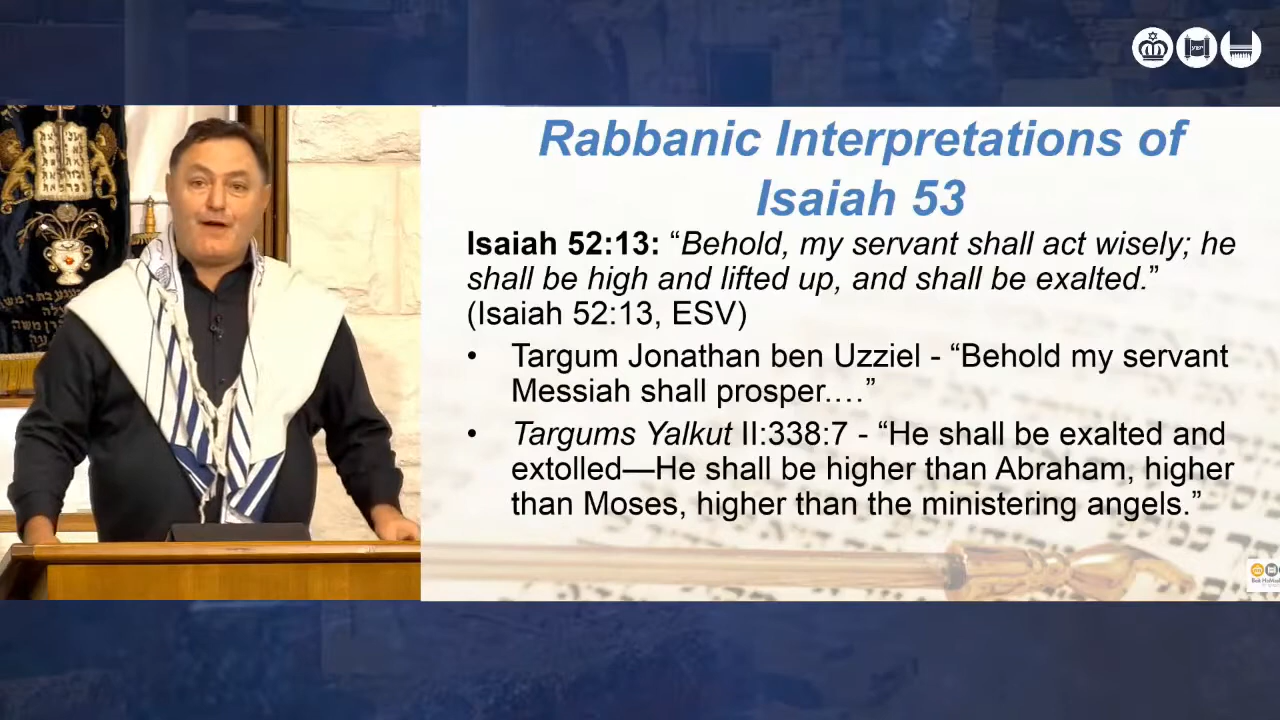 Rabbanic Interpretations of
Isaiah 53
Isaiah 52:13: “Behold, my servant shall act wisely; he
shall be high and lifted up, and shall be exalted.”
(Isaiah 52:13, ESV)
• Targum Jonathan ben Uzziel - “Behold my servant
Messiah shall prosper.…”
• Targums Yalkut II:338:7 - “He shall be exalted and
extolled—He shall be higher than Abraham, higher
than Moses, higher than the ministering angels.”